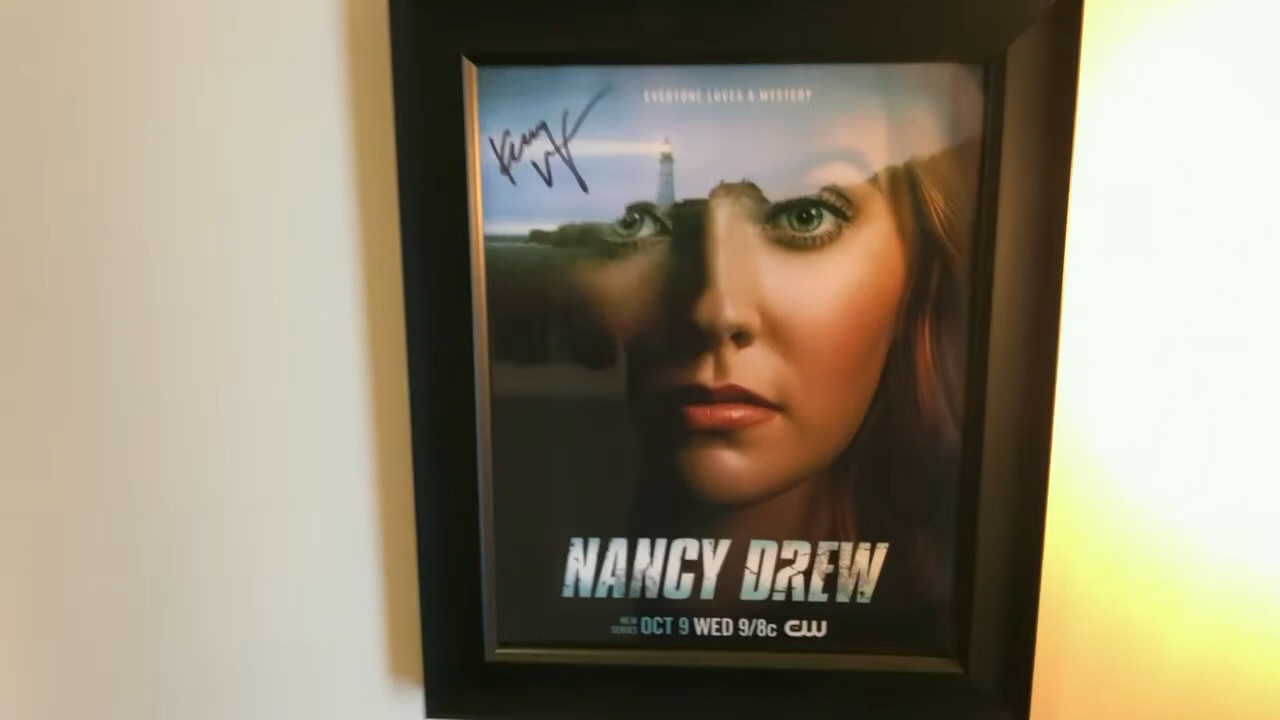 EVERYONE LOVES A MYSTERY
NANCY DREW
NEW SERIES OCT 9 WED 9/8c CW